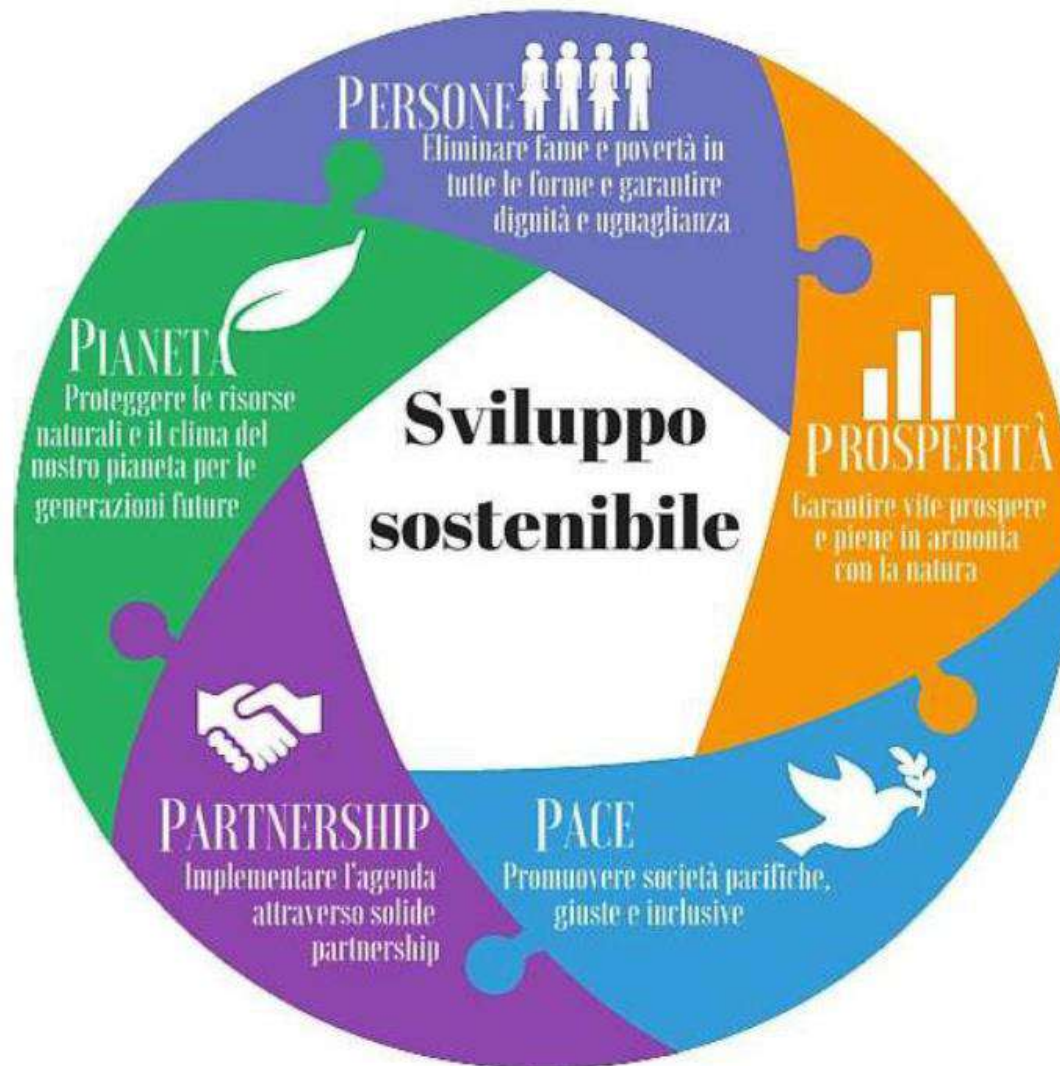 PERSONE
Eliminare fame e povertà in
tutte le forme e garantire
dignità e uguaglianza
PROSPERITÀ
Garantire vite prospere
e piene in armonia
con la natura
PACE
Promuovere società pacifiche,
giuste e inclusive
PARTNERSHIP
Implementare l'agenda
attraverso solide
partnership
PIANETA
Proteggere le risorse
naturali e il clima del
nostro pianeta per le
generazioni future
Sviluppo
sostenibile